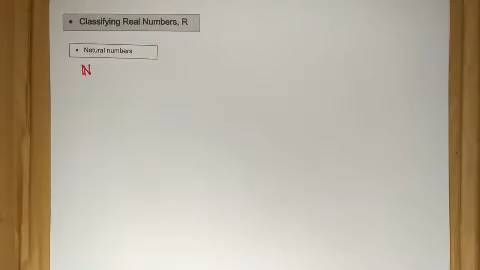 • Classifying Real Numbers, R
• Natural numbers
ℕ